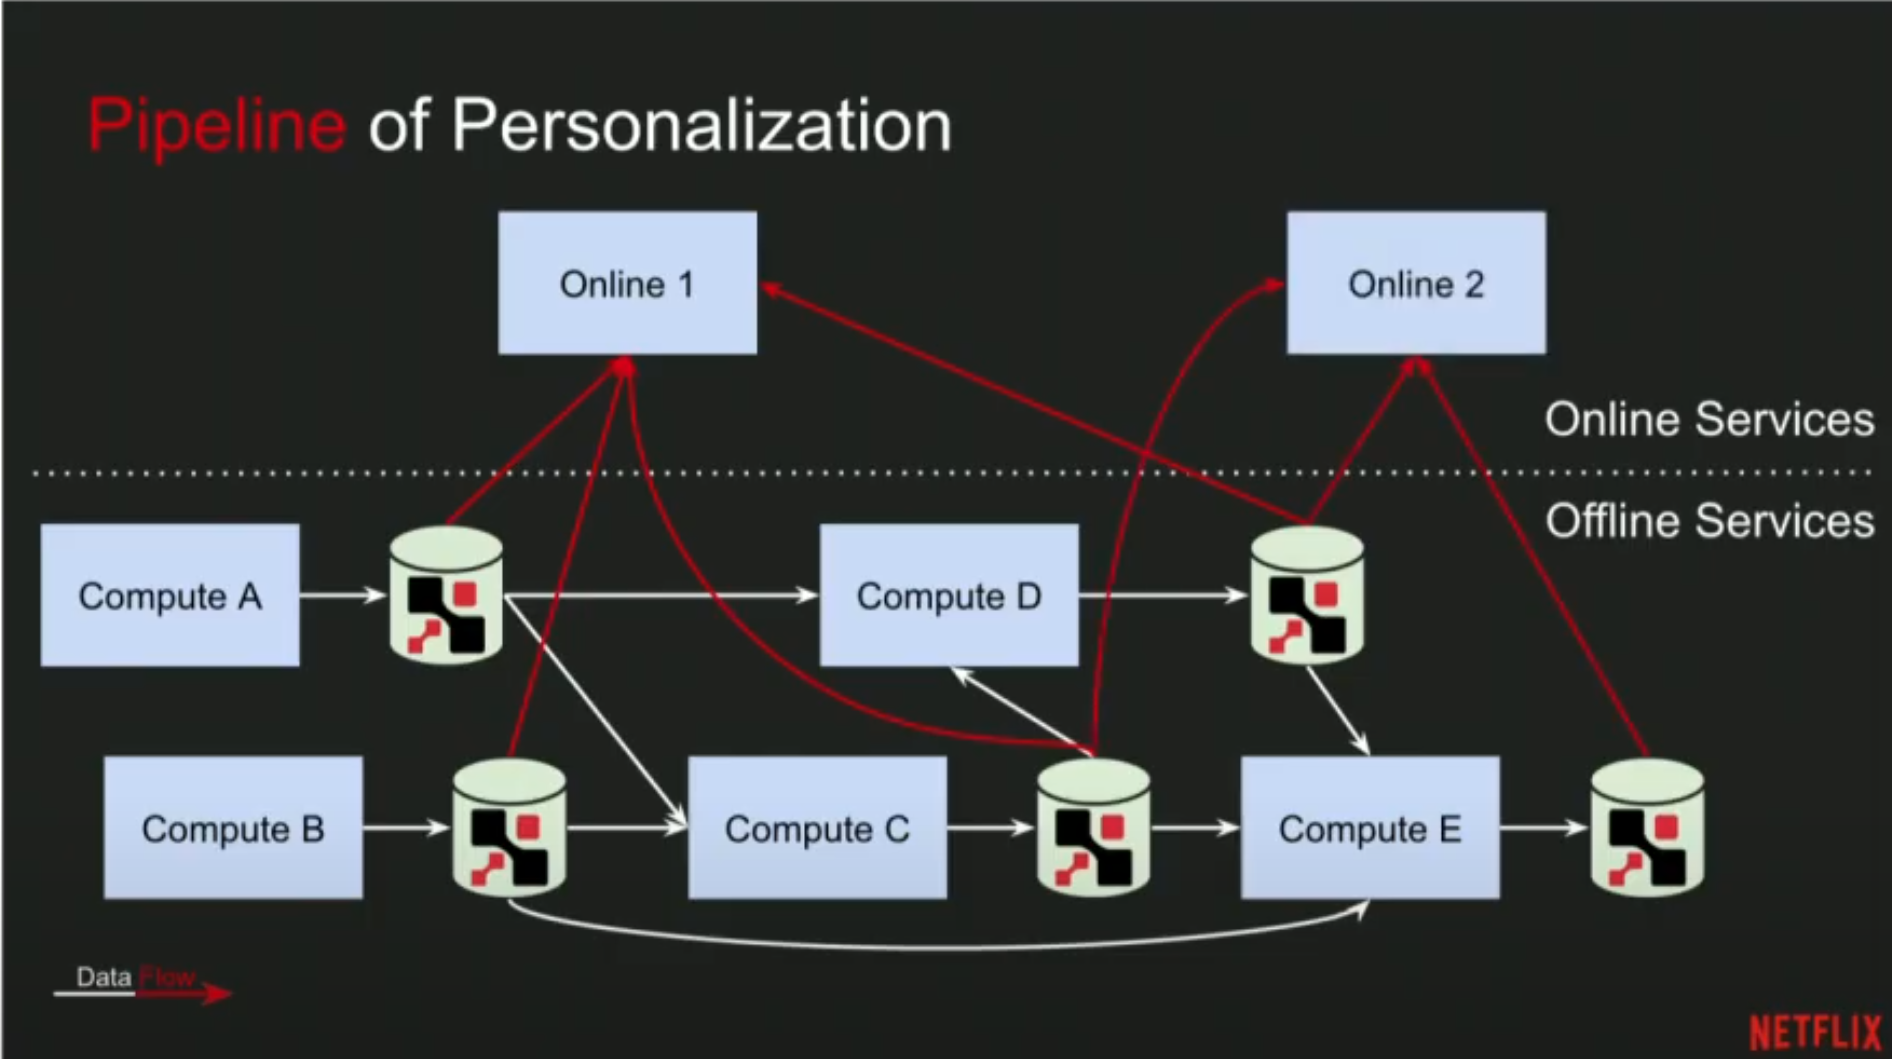 Pipeline of Personalization
Online 1
Online 2
Online Services
Offline Services
Compute A
Compute D
Compute B
Compute C
Compute E
Data Flow
NETFLIX